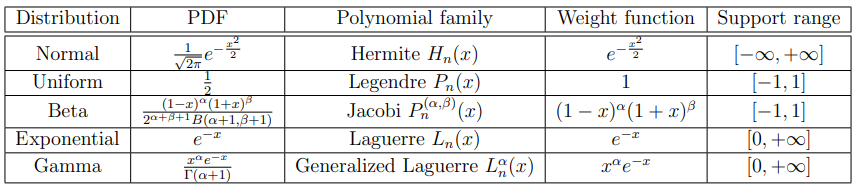 Distribution PDF Polynomial family Weight function Support range
Normal $\frac{1}{\sqrt{2\pi}}e^{-\frac{x^2}{2}}$ Hermite $H_n(x)$ $e^{-\frac{x^2}{2}}$ $[-\infty, +\infty]$
Uniform $\frac{1}{2}$ Legendre $P_n(x)$ 1 $[-1, 1]$
Beta $\frac{(1-x)^\alpha(1+x)^\beta}{2^{\alpha+\beta+1}B(\alpha+1,\beta+1)}$ Jacobi $P_n^{(\alpha,\beta)}(x)$ $(1-x)^\alpha(1+x)^\beta$ $[-1, 1]$
Exponential $e^{-x}$ Laguerre $L_n(x)$ $e^{-x}$ $[0, +\infty]$
Gamma $\frac{x^\alpha e^{-x}}{\Gamma(\alpha+1)}$ Generalized Laguerre $L_n^\alpha(x)$ $x^\alpha e^{-x}$ $[0, +\infty]$